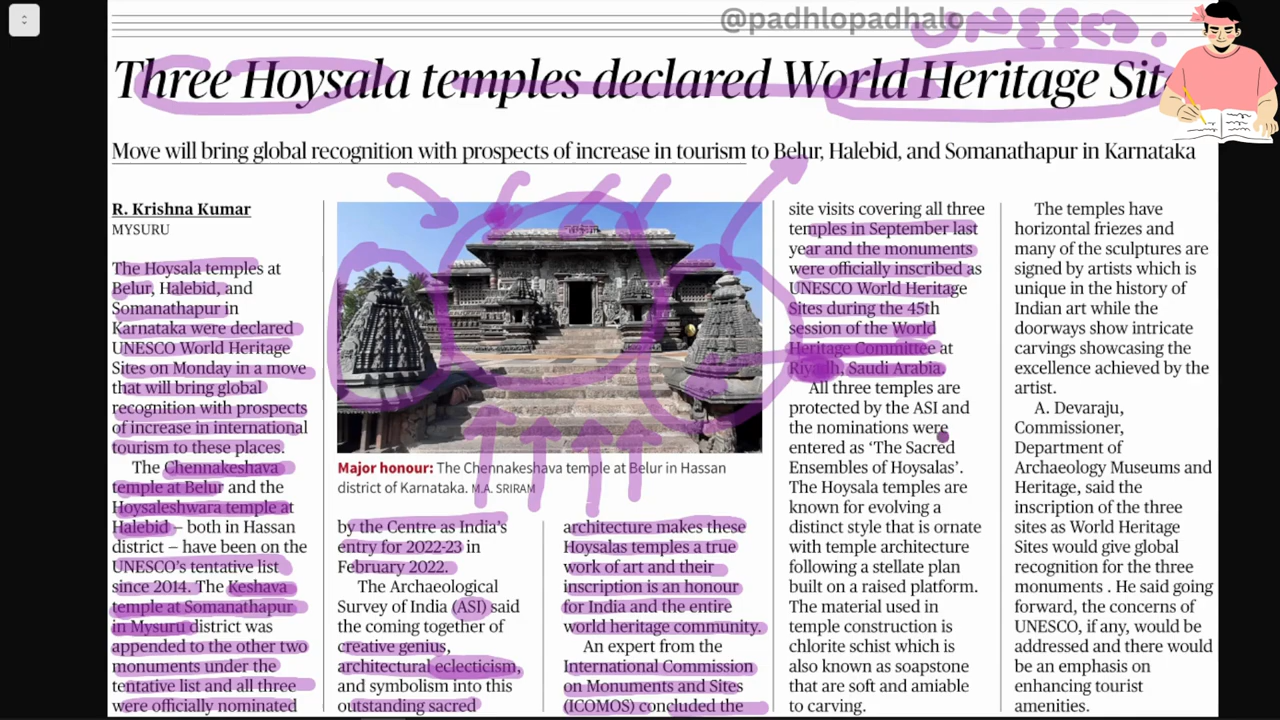 @padhlopadhalo
UNESCO.
Three Hoysala temples declared World Heritage Sit
Move will bring global recognition with prospects of increase in tourism to Belur, Halebid, and Somanathapur in Karnataka
R. Krishna Kumar
MYSURU
The Hoysala temples at
Belur, Halebid, and
Somanathapur in
Karnataka were declared
UNESCO World Heritage
Sites on Monday in a move
that will bring global
recognition with prospects
of increase in international
tourism to these places.
The Chennakeshava
temple at Belur and the
Hoysaleshwara temple at
Halebid – both in Hassan
district – have been on the
UNESCO’s tentative list
since 2014. The Keshava
temple at Somanathapur
in Mysuru district was
appended to the other two
monuments under the
tentative list and all three
were officially nominated
Major honour: The Chennakeshava temple at Belur in Hassan
district of Karnataka. M.A. SRIRAM
by the Centre as India’s
entry for 2022-23 in
February 2022.
The Archaeological
Survey of India (ASI) said
the coming together of
creative genius,
architectural eclecticism,
and symbolism into this
outstanding sacred
architecture makes these
Hoysalas temples a true
work of art and their
inscription is an honour
for India and the entire
world heritage community.
An expert from the
International Commission
on Monuments and Sites
(ICOMOS) concluded the
site visits covering all three
temples in September last
year and the monuments
were officially inscribed as
UNESCO World Heritage
Sites during the 45th
session of the World
Heritage Committee at
Riyadh, Saudi Arabia.
All three temples are
protected by the ASI and
the nominations were
entered as ‘The Sacred
Ensembles of Hoysalas’.
The Hoysala temples are
known for evolving a
distinct style that is ornate
with temple architecture
following a stellate plan
built on a raised platform.
The material used in
temple construction is
chlorite schist which is
also known as soapstone
that are soft and amiable
to carving.
The temples have
horizontal friezes and
many of the sculptures are
signed by artists which is
unique in the history of
Indian art while the
doorways show intricate
carvings showcasing the
excellence achieved by the
artist.
A. Devaraju,
Commissioner,
Department of
Archaeology Museums and
Heritage, said the
inscription of the three
sites as World Heritage
Sites would give global
recognition for the three
monuments . He said going
forward, the concerns of
UNESCO, if any, would be
addressed and there would
be an emphasis on
enhancing tourist
amenities.